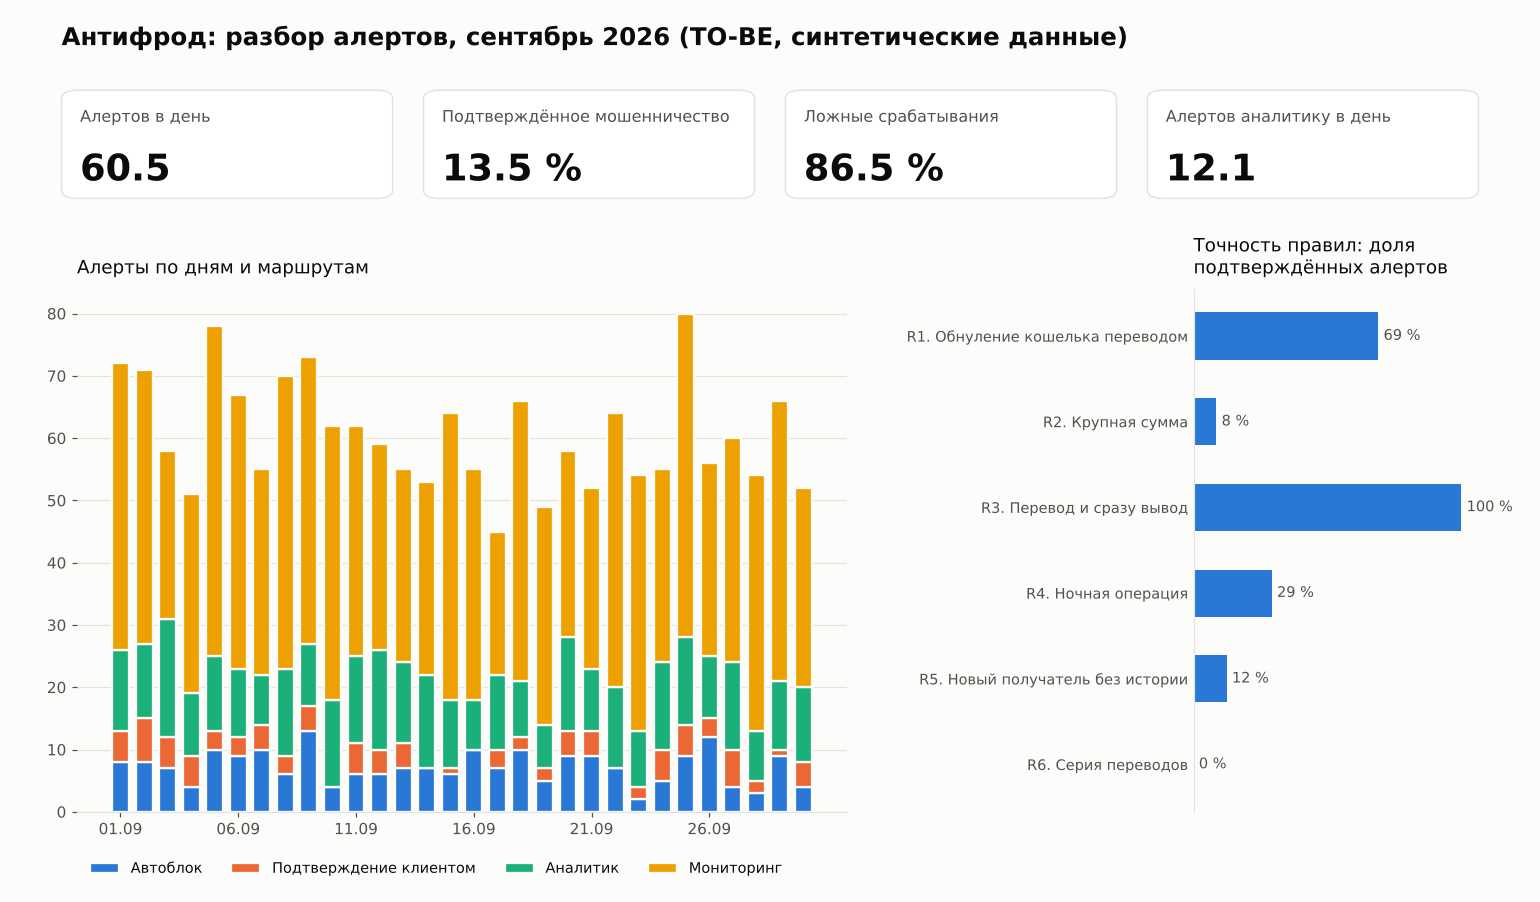 Антифрод: разбор алертов, сентябрь 2026 (TO-BE, синтетические данные)
Алертов в день
60.5
Подтверждённое мошенничество
13.5 %
Ложные срабатывания
86.5 %
Алертов аналитику в день
12.1
Алерты по дням и маршрутам
80
70
60
50
40
30
20
10
0
01.09
06.09
11.09
16.09
21.09
26.09
Автоблок
Подтверждение клиентом
Аналитик
Мониторинг
Точность правил: доля
подтверждённых алертов
R1. Обнуление кошелька переводом
69 %
R2. Крупная сумма
8 %
R3. Перевод и сразу вывод
100 %
R4. Ночная операция
29 %
R5. Новый получатель без истории
12 %
R6. Серия переводов
0 %